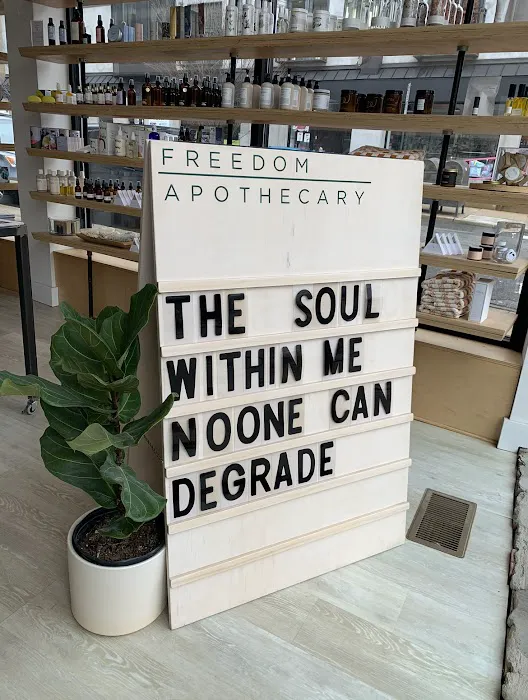 FREEDOM
APOTHECARY
THE SOUL
WITHIN ME
NOONE CAN
DEGRADE